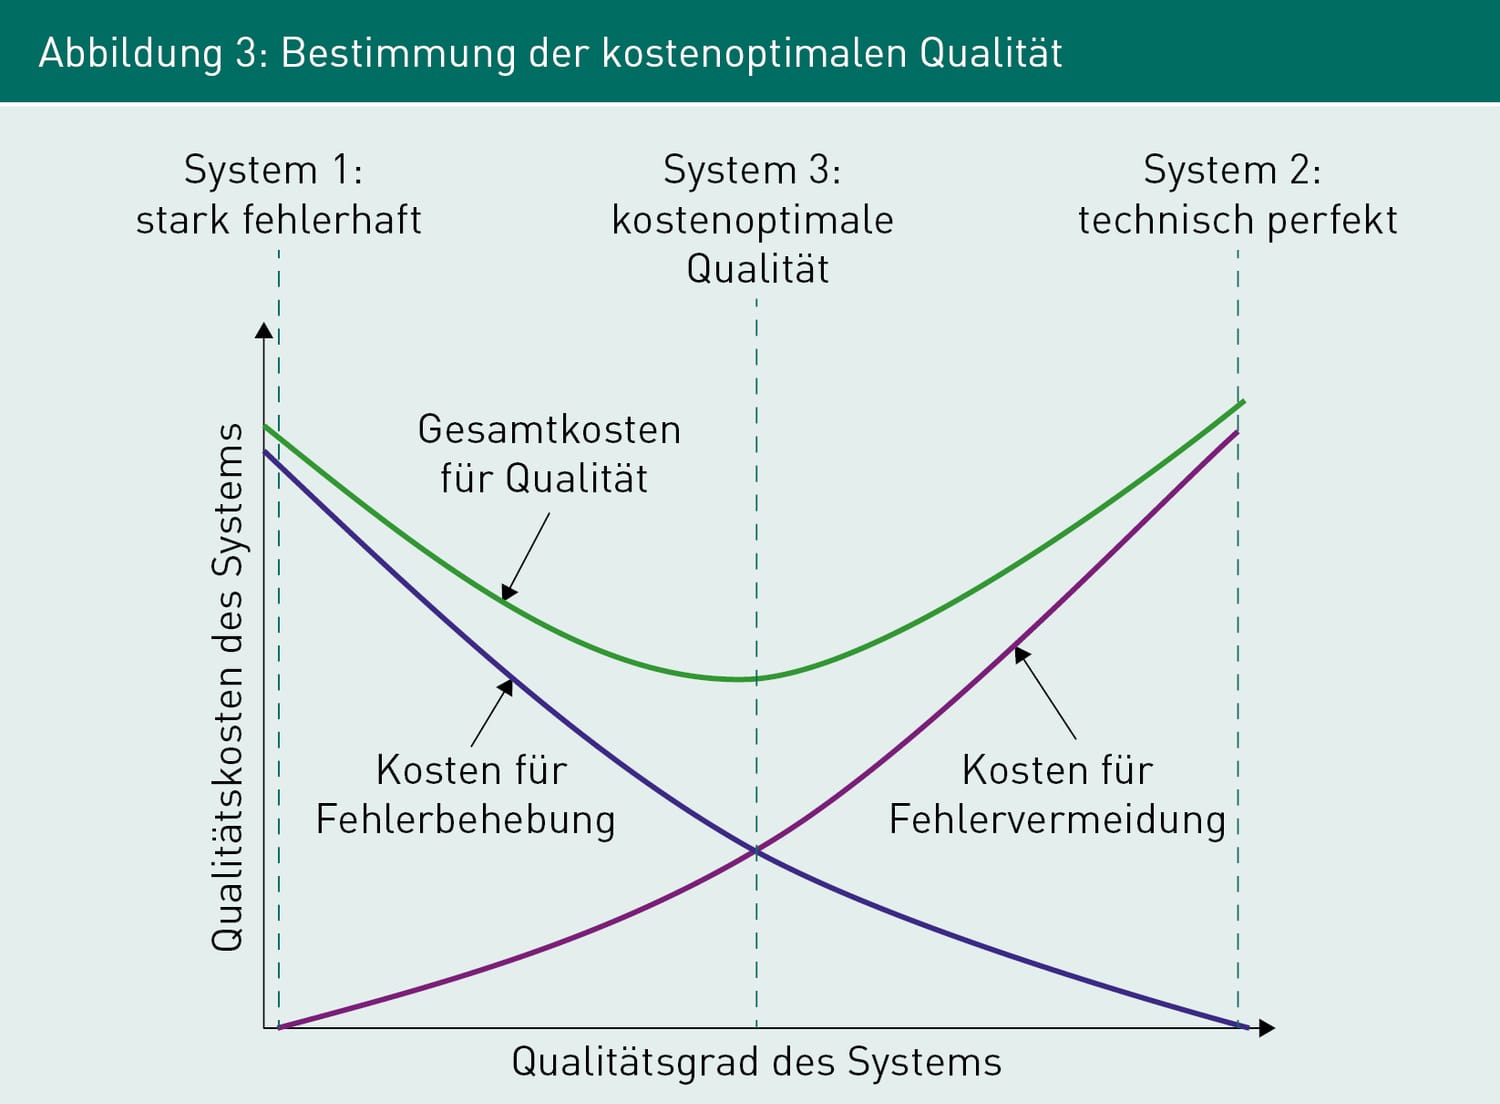 Abbildung 3: Bestimmung der kostenoptimalen Qualität
System 1:
stark fehlerhaft
System 3:
kostenoptimale
Qualität
System 2:
technisch perfekt
Gesamtkosten
für Qualität
Qualitätskosten des Systems
Kosten für
Fehlerbehebung
Kosten für
Fehlervermeidung
Qualitätsgrad des Systems